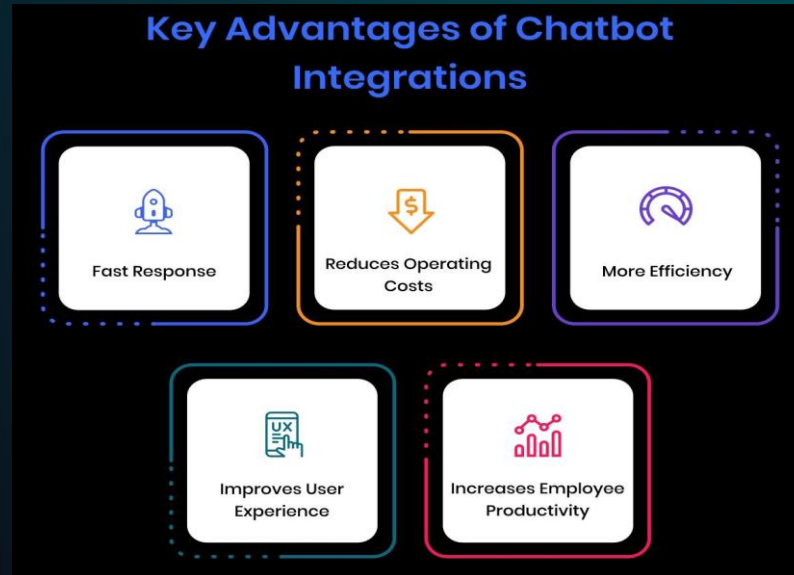 Key Advantages of Chatbot
Integrations
Fast Response
Reduces Operating
Costs
More Efficiency
UX
Improves User
Experience
Increases Employee
Productivity